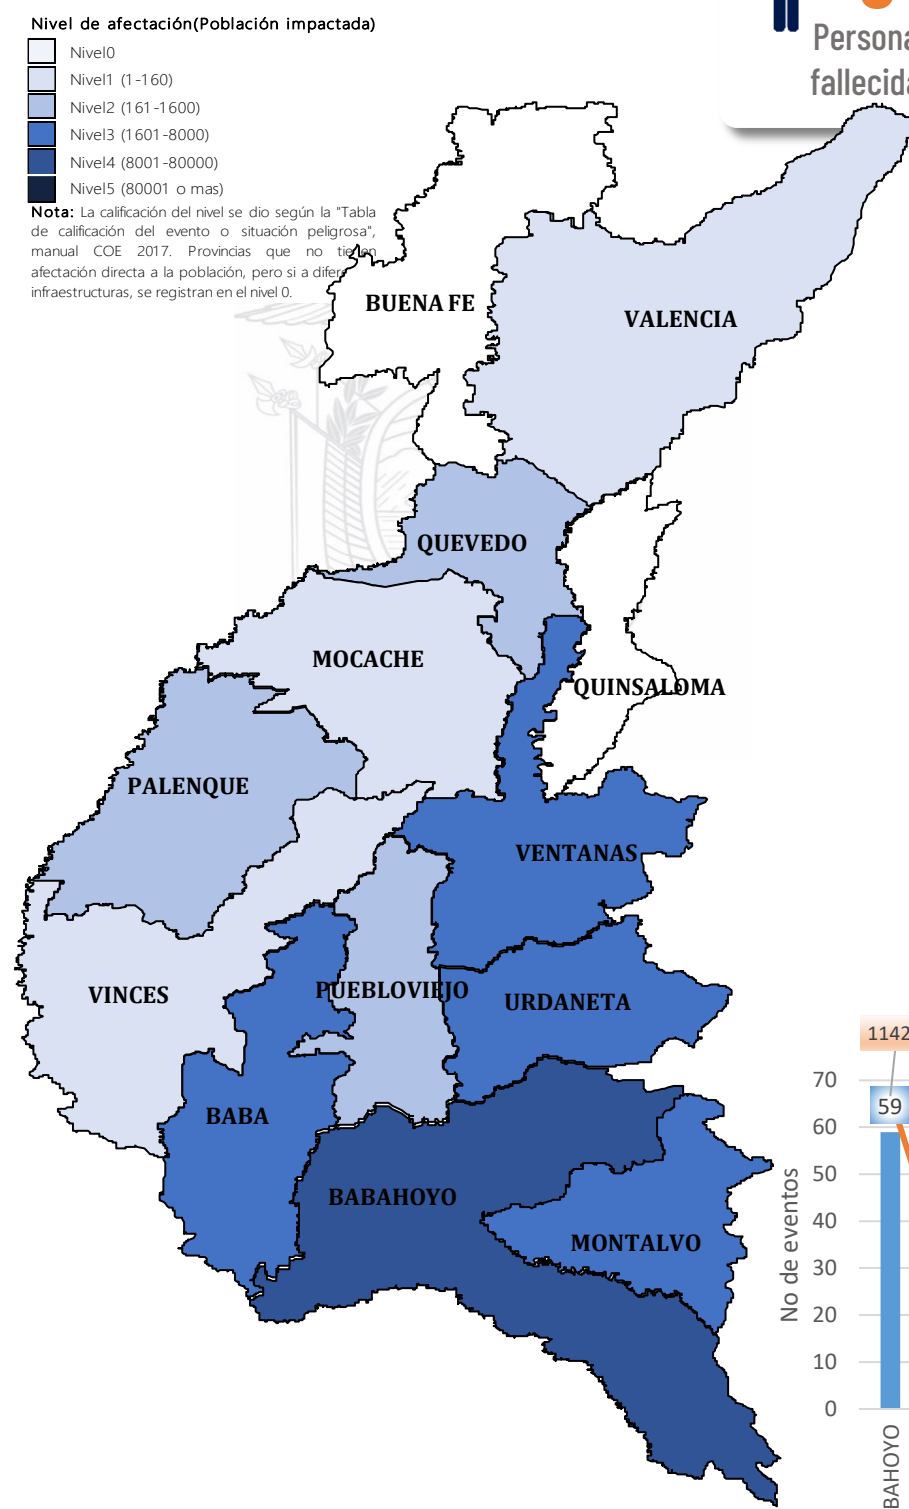 Nivel de afectación(Población impactada)
Nivel0
Nivel1 (1-160)
Nivel2 (161-1600)
Nivel3 (1601-8000)
Nivel4 (8001-80000)
Nivel5 (80001 o mas)
Nota: La calificación del nivel se dio según la "Tabla
de calificación del evento o situación peligrosa",
manual COE 2017. Provincias que no tienen
afectación directa a la población, pero si a difere
infraestructuras, se registran en el nivel 0.
Persona
fallecida
BUENA FE
VALENCIA
QUEVEDO
MOCACHE
QUINSALOMA
PALENQUE
VENTANAS
VINCES
PUEBLOVIEJO
URDANETA
BABA
BABAHOYO
MONTALVO
1142
59
No de eventos
70
60
50
40
30
20
10
0
BAHOYO